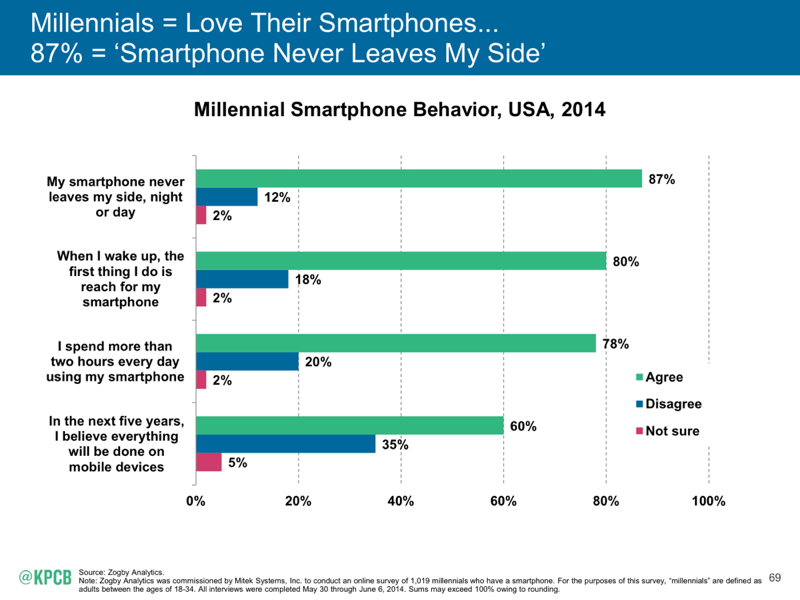 Millennials = Love Their Smartphones...
87% = ‘Smartphone Never Leaves My Side’
Millennial Smartphone Behavior, USA, 2014
My smartphone never
leaves my side, night
or day
87%
12%
2%
When I wake up, the
first thing I do is
reach for my
smartphone
80%
18%
2%
I spend more than
two hours every day
using my smartphone
78%
20%
2%
In the next five years,
I believe everything
will be done on
mobile devices
60%
35%
5%
Agree
Disagree
Not sure
0%
20%
40%
60%
80%
100%
@KPCB
Source: Zogby Analytics.
Note: Zogby Analytics was commissioned by Mitek Systems, Inc. to conduct an online survey of 1,019 millennials who have a smartphone. For the purposes of this survey, “millennials” are defined as
adults between the ages of 18-34. All interviews were completed May 30 through June 6, 2014. Sums may exceed 100% owing to rounding.
69